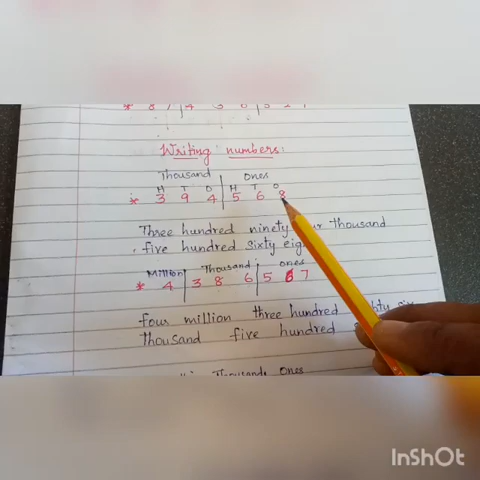 Writing numbers:
Thousand Ones
H T O H T O
* 3 9 4 5 6 8
Three hundred ninety thousand
five hundred sixty
Million Thousand ones
* 4 3 8 6 5 6 7
four million three hundred six
thousand five hundred
Thousand ones
InShOt